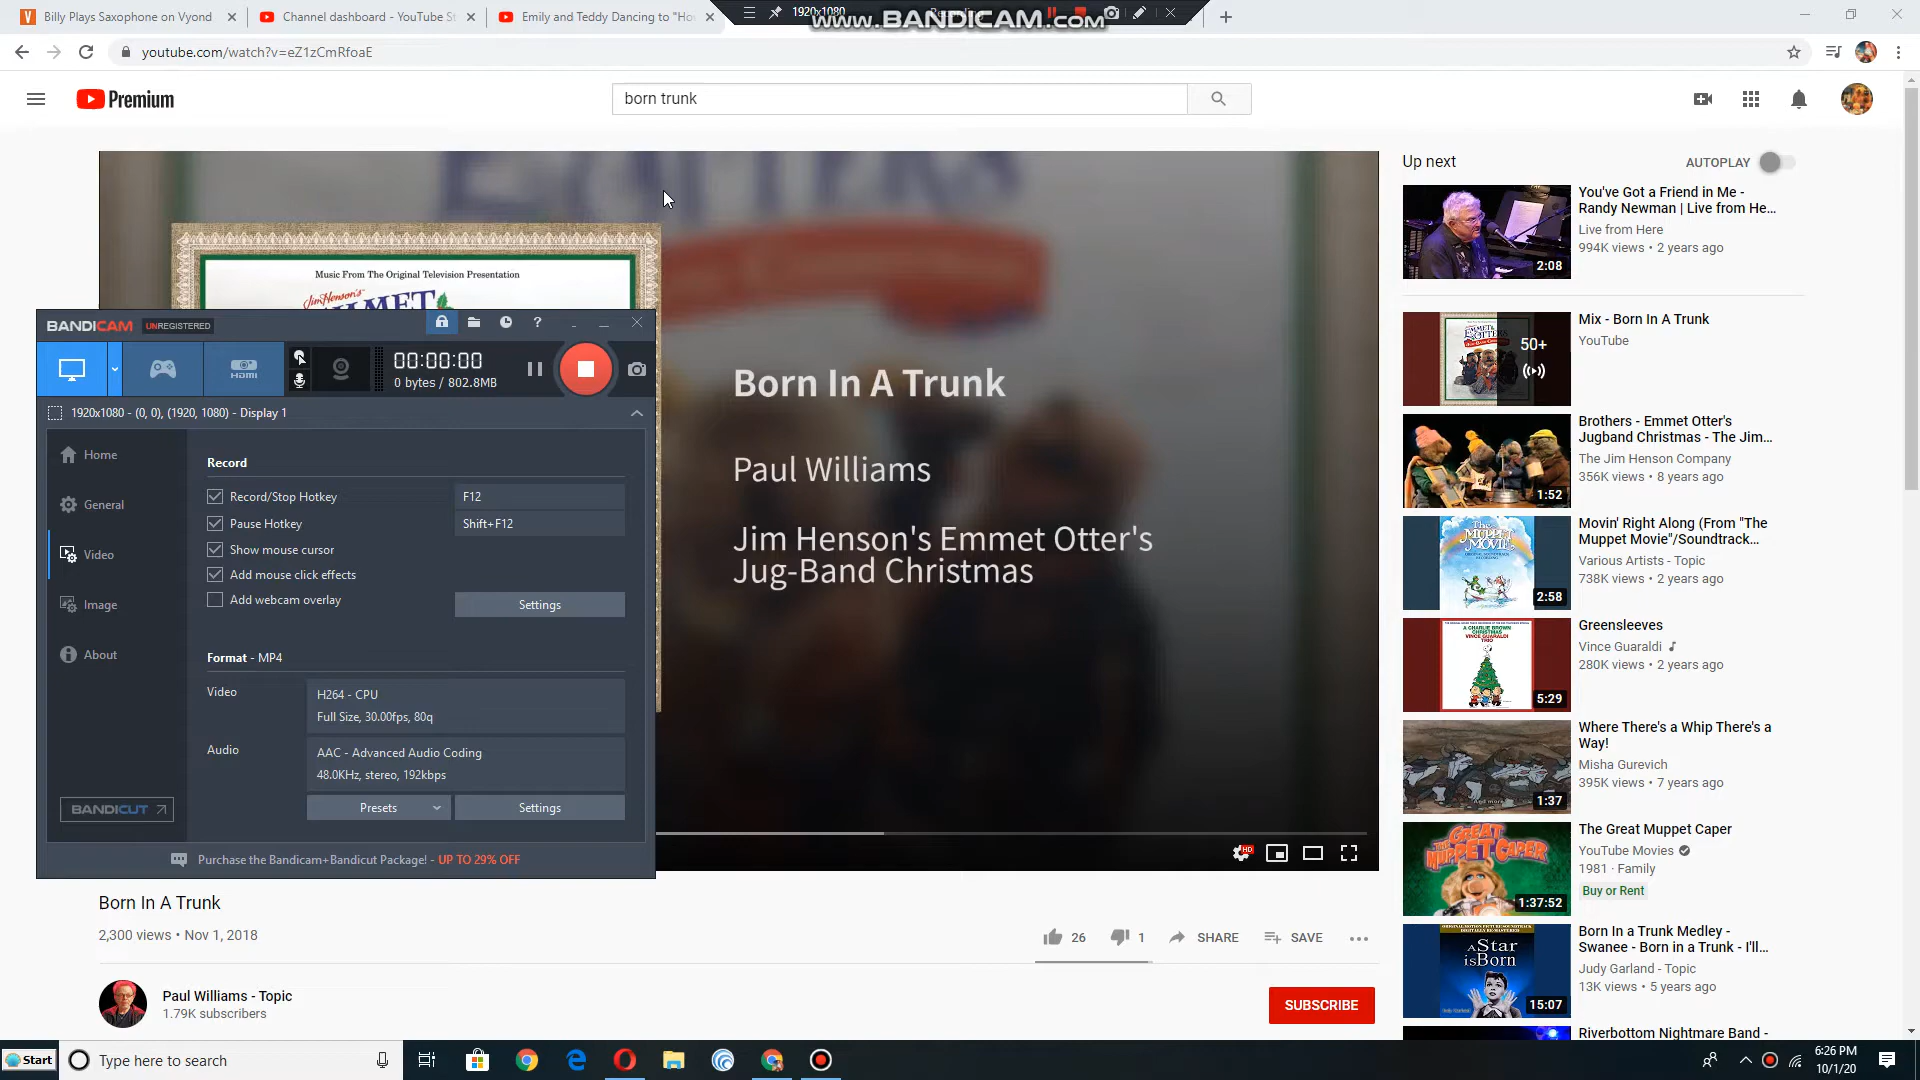 Billy Plays Saxophone on Vyond
Channel dashboard - YouTube St
Emily and Teddy Dancing to "Ho
1920x1080
www.BANDICAM.com
youtube.com/watch?v=eZ1zCmRfoaE
Premium
born trunk
Up next
AUTOPLAY
You've Got a Friend in Me -
Randy Newman | Live from He...
Live from Here
994K views • 2 years ago
2:08
Music From The Original Television Presentation
Jim Henson's
BANDICAM UNREGISTERED
00:00:00
0 bytes / 802.8MB
HDMI
1920x1080 - (0, 0), (1920, 1080) - Display 1
Home
General
Video
Image
About
BANDICUT
Record
Record/Stop Hotkey F12
Pause Hotkey Shift+F12
Show mouse cursor
Add mouse click effects
Add webcam overlay
Settings
Format - MP4
Video
H264 - CPU
Full Size, 30.00fps, 80q
Audio
AAC - Advanced Audio Coding
48.0KHz, stereo, 192kbps
Presets
Settings
Purchase the Bandicam+Bandicut Package! - UP TO 29% OFF
Born In A Trunk
Paul Williams
Jim Henson's Emmet Otter's
Jug-Band Christmas
HD
Mix - Born In A Trunk
YouTube
50+
Brothers - Emmet Otter's
Jugband Christmas - The Jim...
The Jim Henson Company
356K views • 8 years ago
1:52
Movin' Right Along (From "The
Muppet Movie"/Soundtrack...
Various Artists - Topic
738K views • 2 years ago
2:58
Greensleeves
Vince Guaraldi
280K views • 2 years ago
5:29
Where There's a Whip There's a
Way!
Misha Gurevich
395K views • 7 years ago
1:37
The Great Muppet Caper
YouTube Movies
1981 · Family
Buy or Rent
1:37:52
Born In a Trunk Medley -
Swanee - Born in a Trunk - I'll...
Judy Garland - Topic
13K views • 5 years ago
A Star
is Born
15:07
Riverbottom Nightmare Band -
Born In A Trunk
2,300 views • Nov 1, 2018
26
1
SHARE
SAVE
Paul Williams - Topic
1.79K subscribers
SUBSCRIBE
Start
Type here to search
6:26 PM
10/1/20